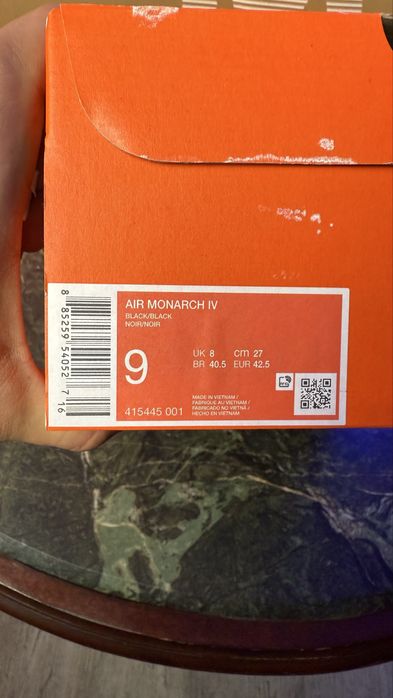 AIR MONARCH IV
BLACK/BLACK
NOIR/NOIR
9
UK 8 cm 27
BR 40.5 EUR 42.5
MADE IN VIETNAM /
FABRIQUE AU VIETNAM /
FABRICADO NO VIETNÃ /
HECHO EN VIETNAM
415445 001
8 85259 54052 7 16